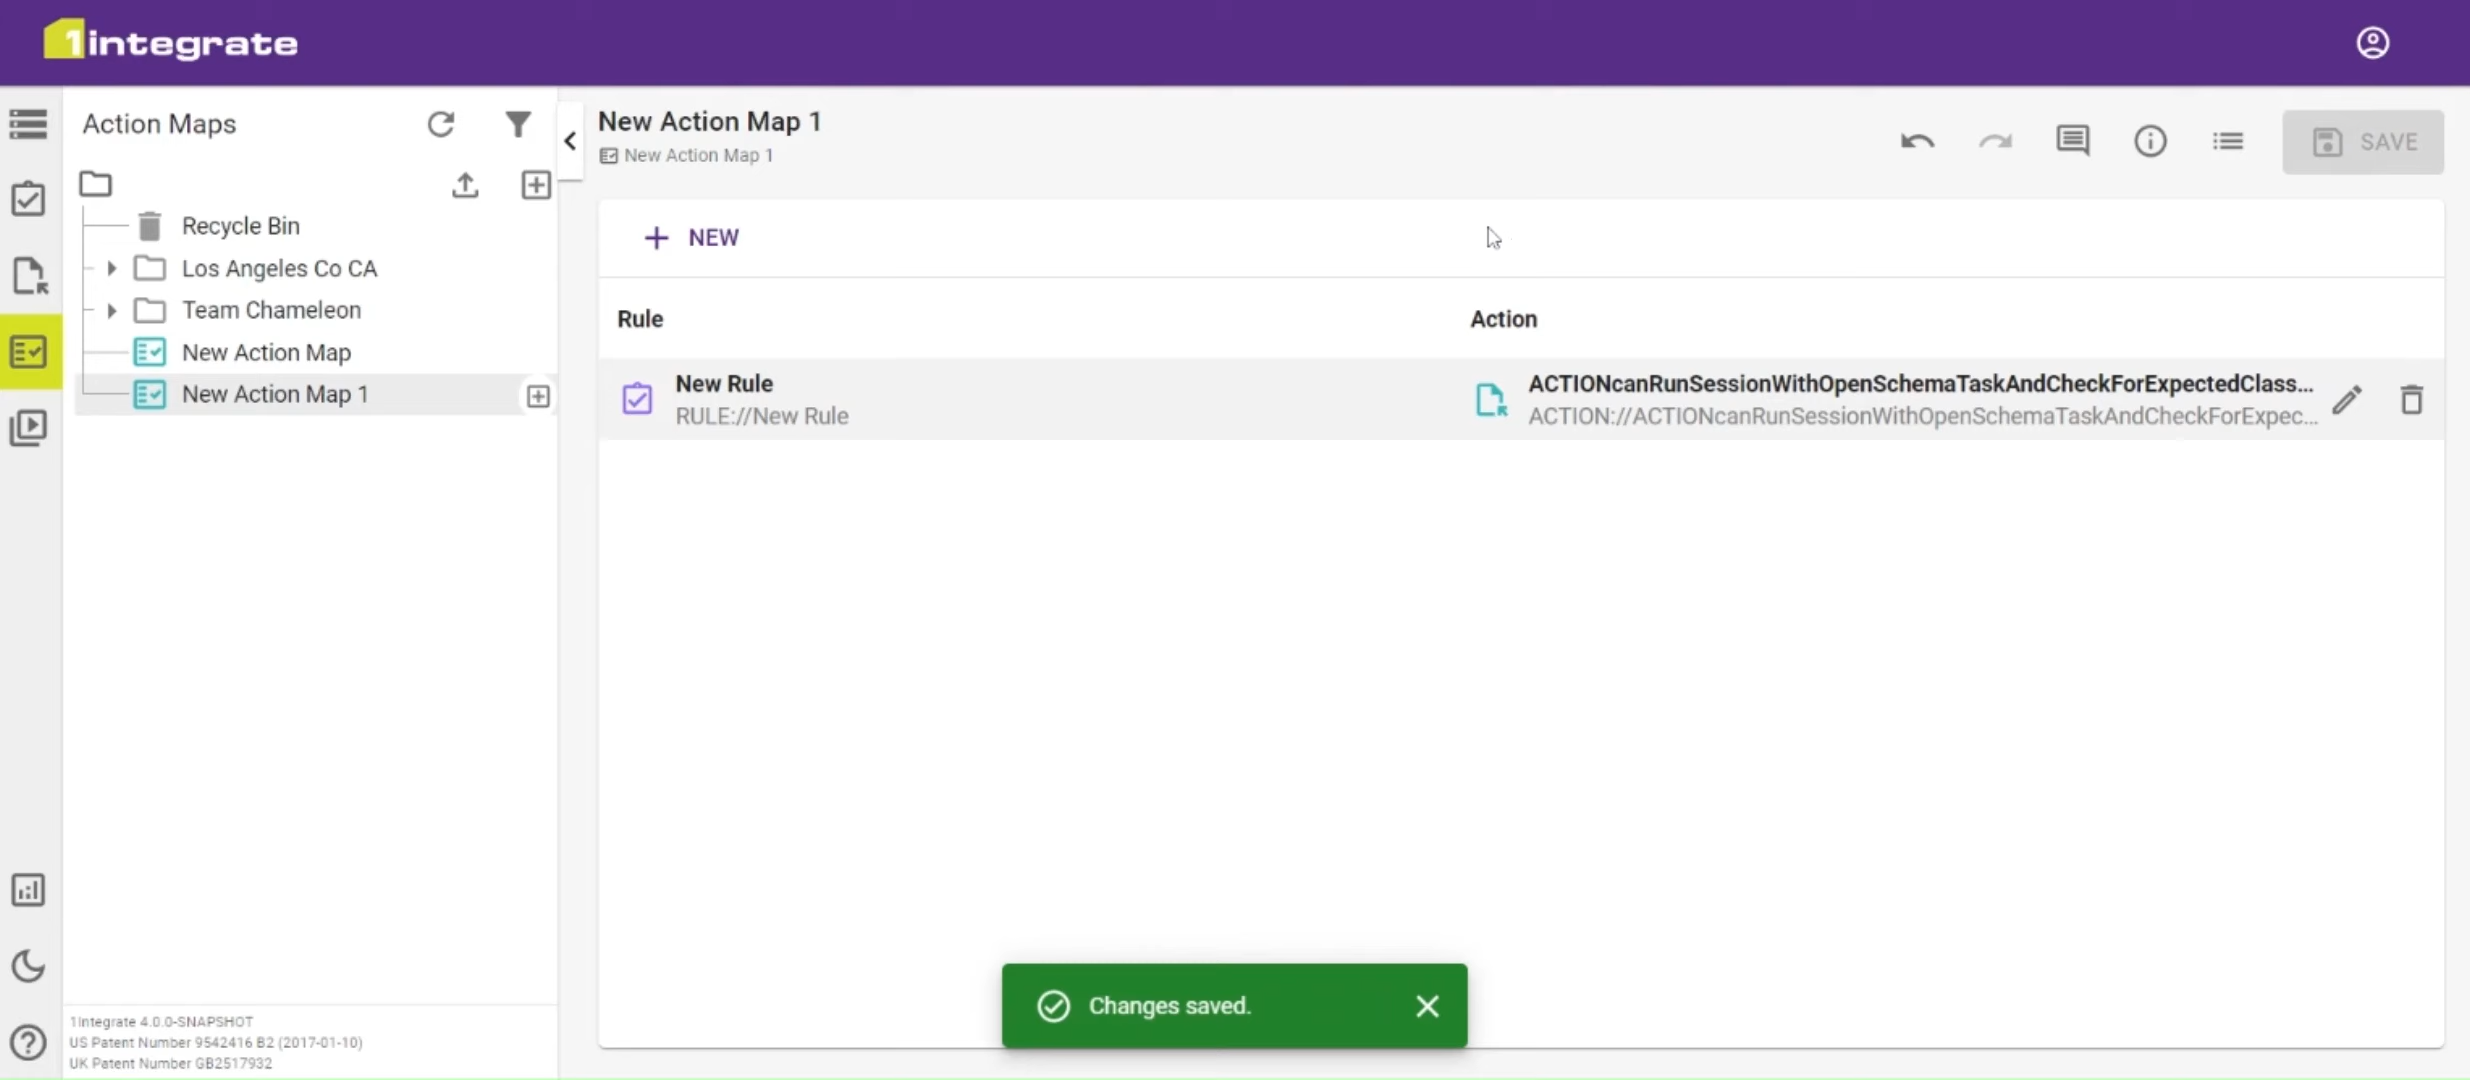 1integrate
Action Maps
New Action Map 1
New Action Map 1
SAVE
Recycle Bin
Los Angeles Co CA
Team Chameleon
New Action Map
New Action Map 1
NEW
Rule
Action
New Rule
RULE://New Rule
ACTIONcanRunSessionWithOpenSchemaTaskAndCheckForExpectedClass...
ACTION://ACTIONcanRunSessionWithOpenSchemaTaskAndCheckForExpec...
Changes saved.
1Integrate 4.0.0-SNAPSHOT
US Patent Number 9542416 B2 (2017-01-10)
UK Patent Number GB2517932